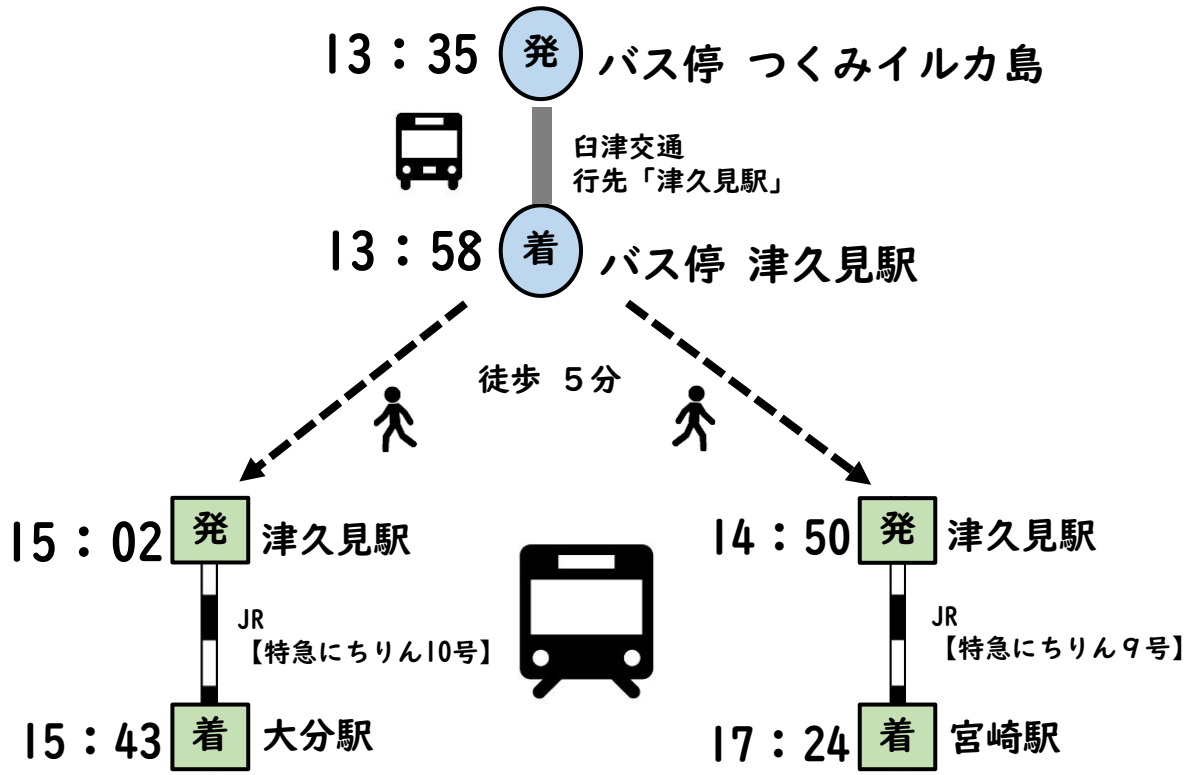 13：35 発 バス停 つくみイルカ島
臼津交通
行先「津久見駅」
13：58 着 バス停 津久見駅
徒歩 ５分
15：02 発 津久見駅
JR
【特急にちりん10号】
15：43 着 大分駅
14：50 発 津久見駅
JR
【特急にちりん９号】
17：24 着 宮崎駅